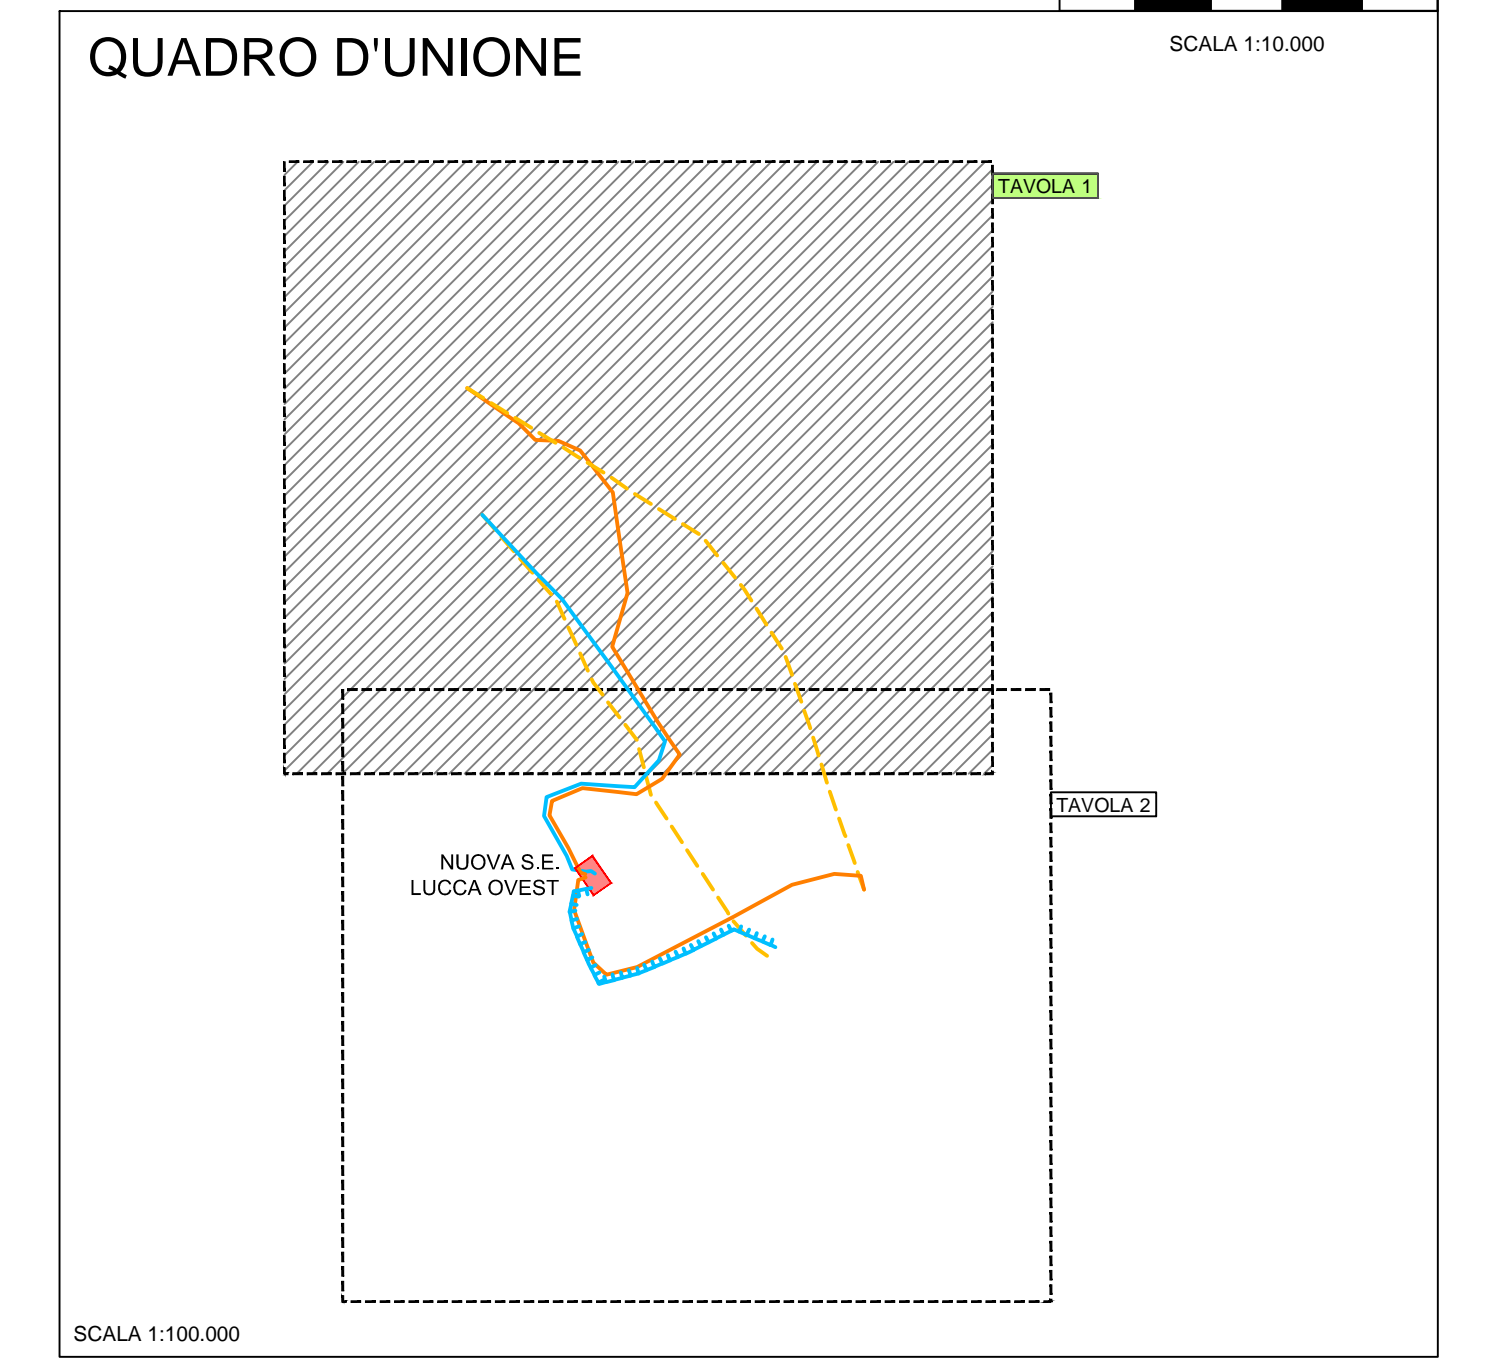 QUADRO D'UNIONE
SCALA 1:10.000
TAVOLA 1
TAVOLA 2
NUOVA S.E.
LUCCA OVEST
SCALA 1:100.000